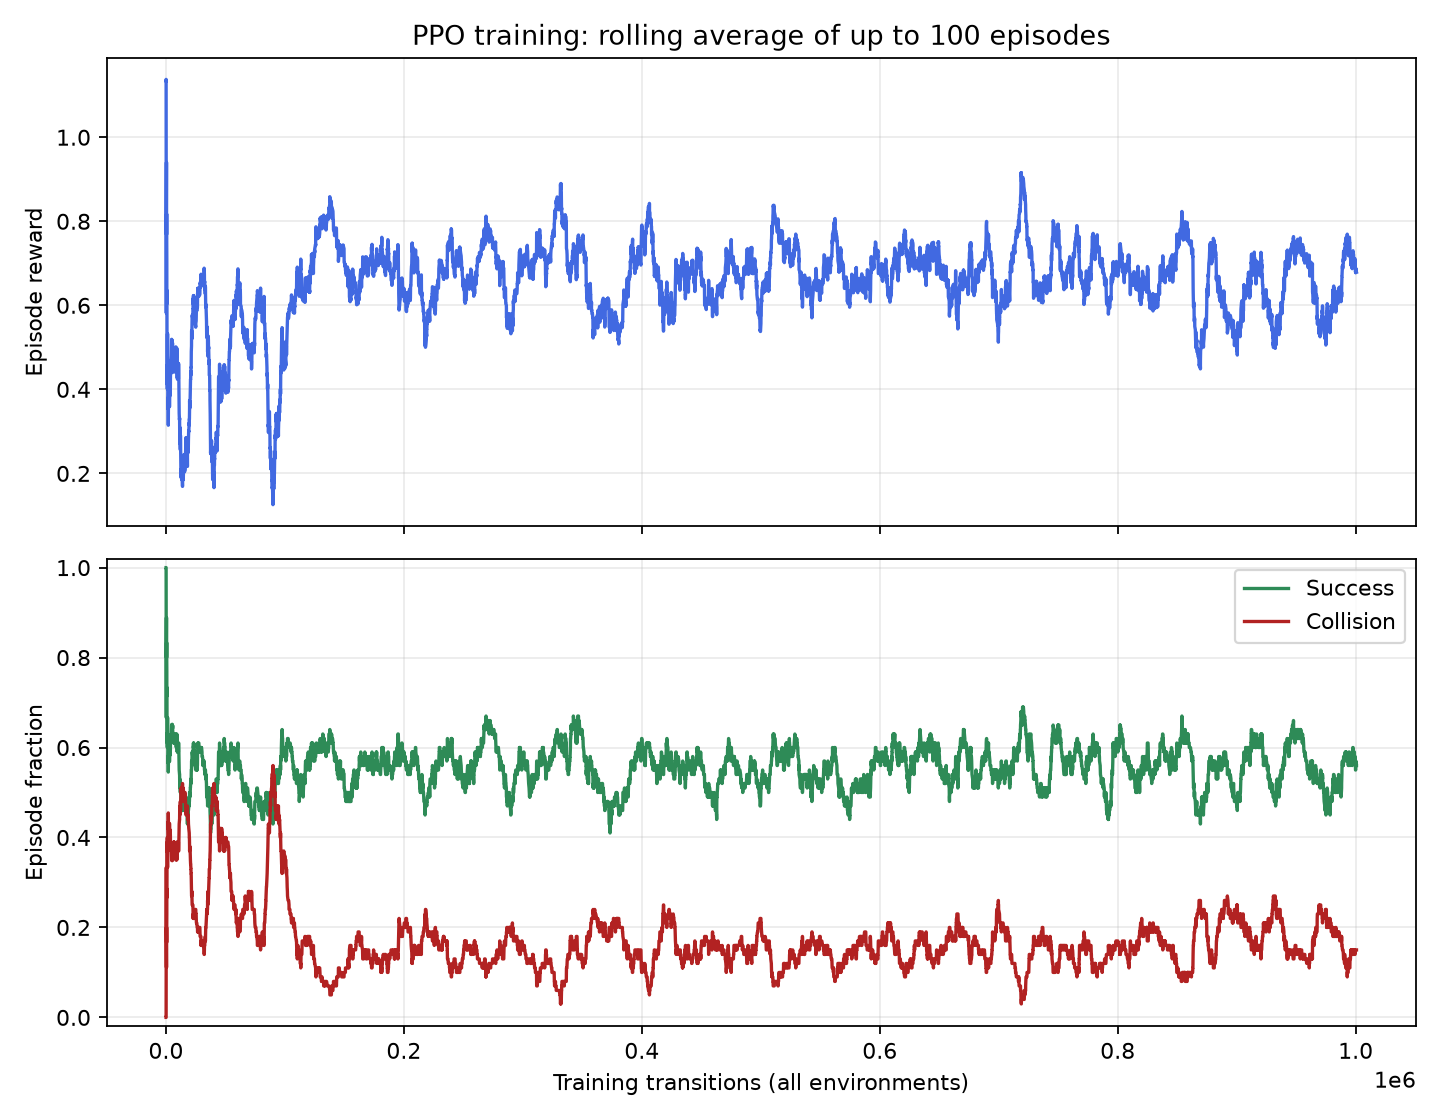 PPO training: rolling average of up to 100 episodes
Episode reward
1.0
0.8
0.6
0.4
0.2
Episode fraction
1.0
0.8
0.6
0.4
0.2
0.0
Success
Collision
0.0 0.2 0.4 0.6 0.8 1.0
1e6
Training transitions (all environments)